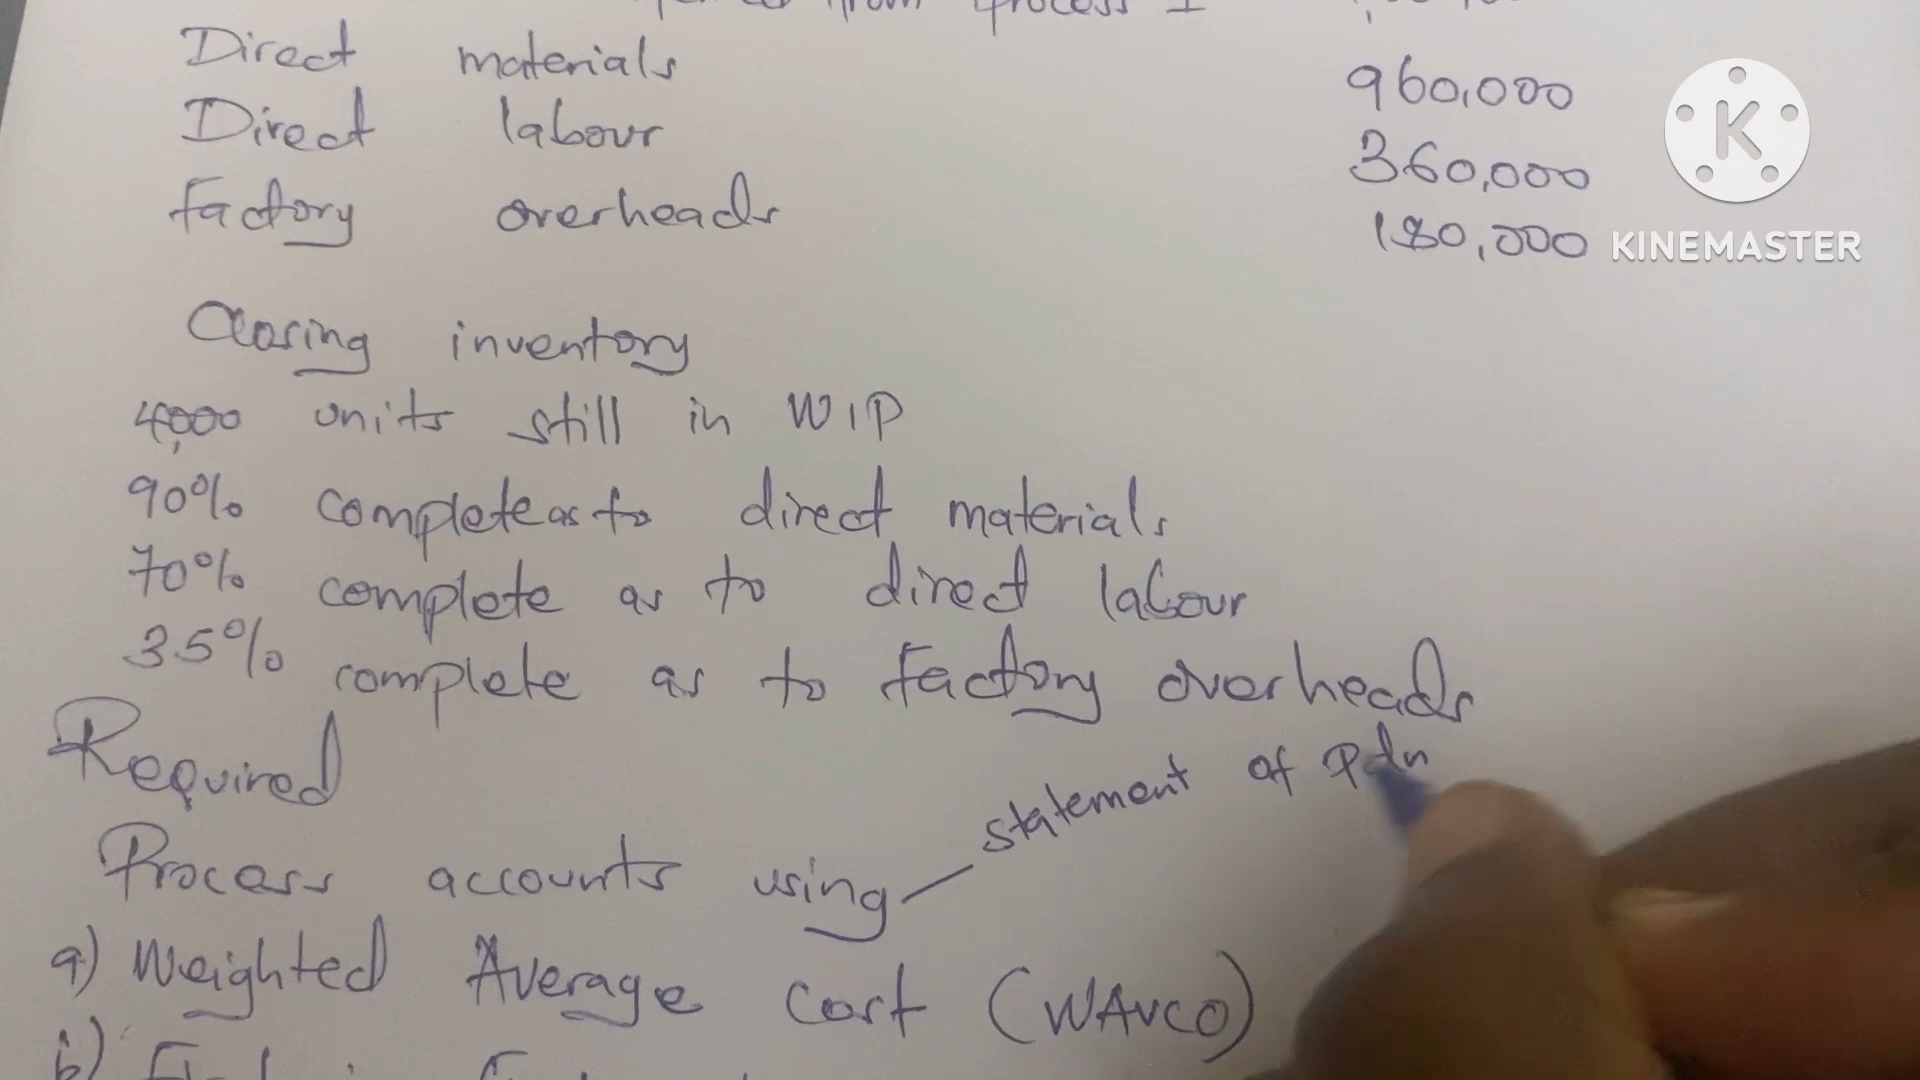 from Process I
Direct materials 960,000
Direct labour 360,000
Factory overheads 180,000
KINEMASTER
Closing inventory
4,000 units still in WIP
90% complete as to direct materials
70% complete as to direct labour
35% complete as to Factory overheads
Required
statement of Pdn
Process accounts using
a) Weighted Average Cost (WAVCO)
b)